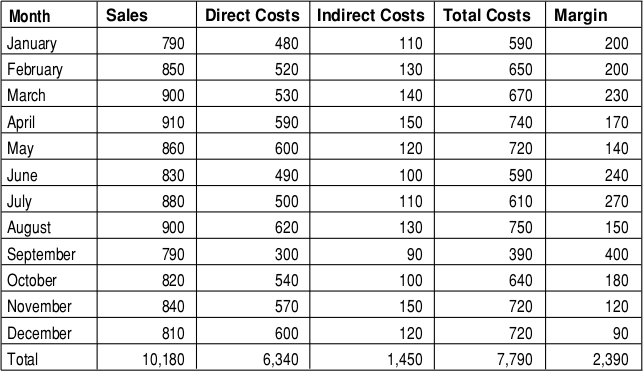 Month Sales Direct Costs Indirect Costs Total Costs Margin
January 790 480 110 590 200
February 850 520 130 650 200
March 900 530 140 670 230
April 910 590 150 740 170
May 860 600 120 720 140
June 830 490 100 590 240
July 880 500 110 610 270
August 900 620 130 750 150
September 790 300 90 390 400
October 820 540 100 640 180
November 840 570 150 720 120
December 810 600 120 720 90
Total 10,180 6,340 1,450 7,790 2,390